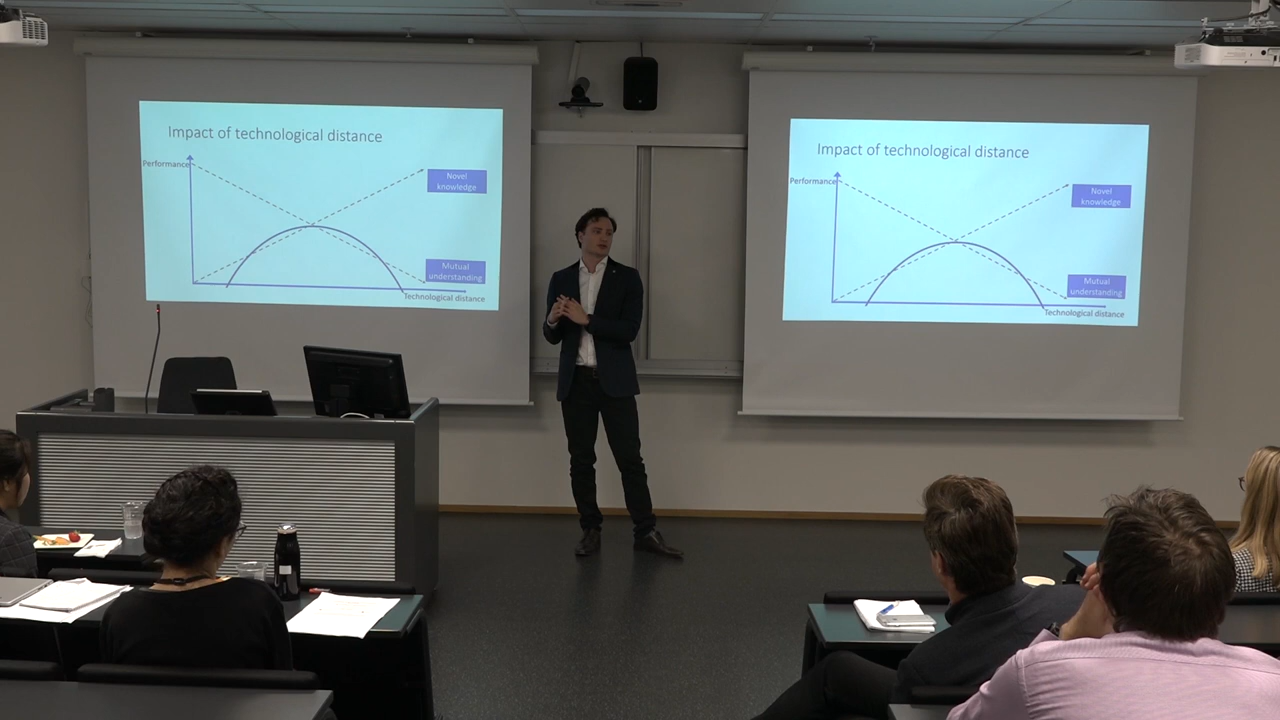 Impact of technological distance
Performance
Novel
knowledge
Mutual
understanding
Technological distance
Impact of technological distance
Performance
Novel
knowledge
Mutual
understanding
Technological distance